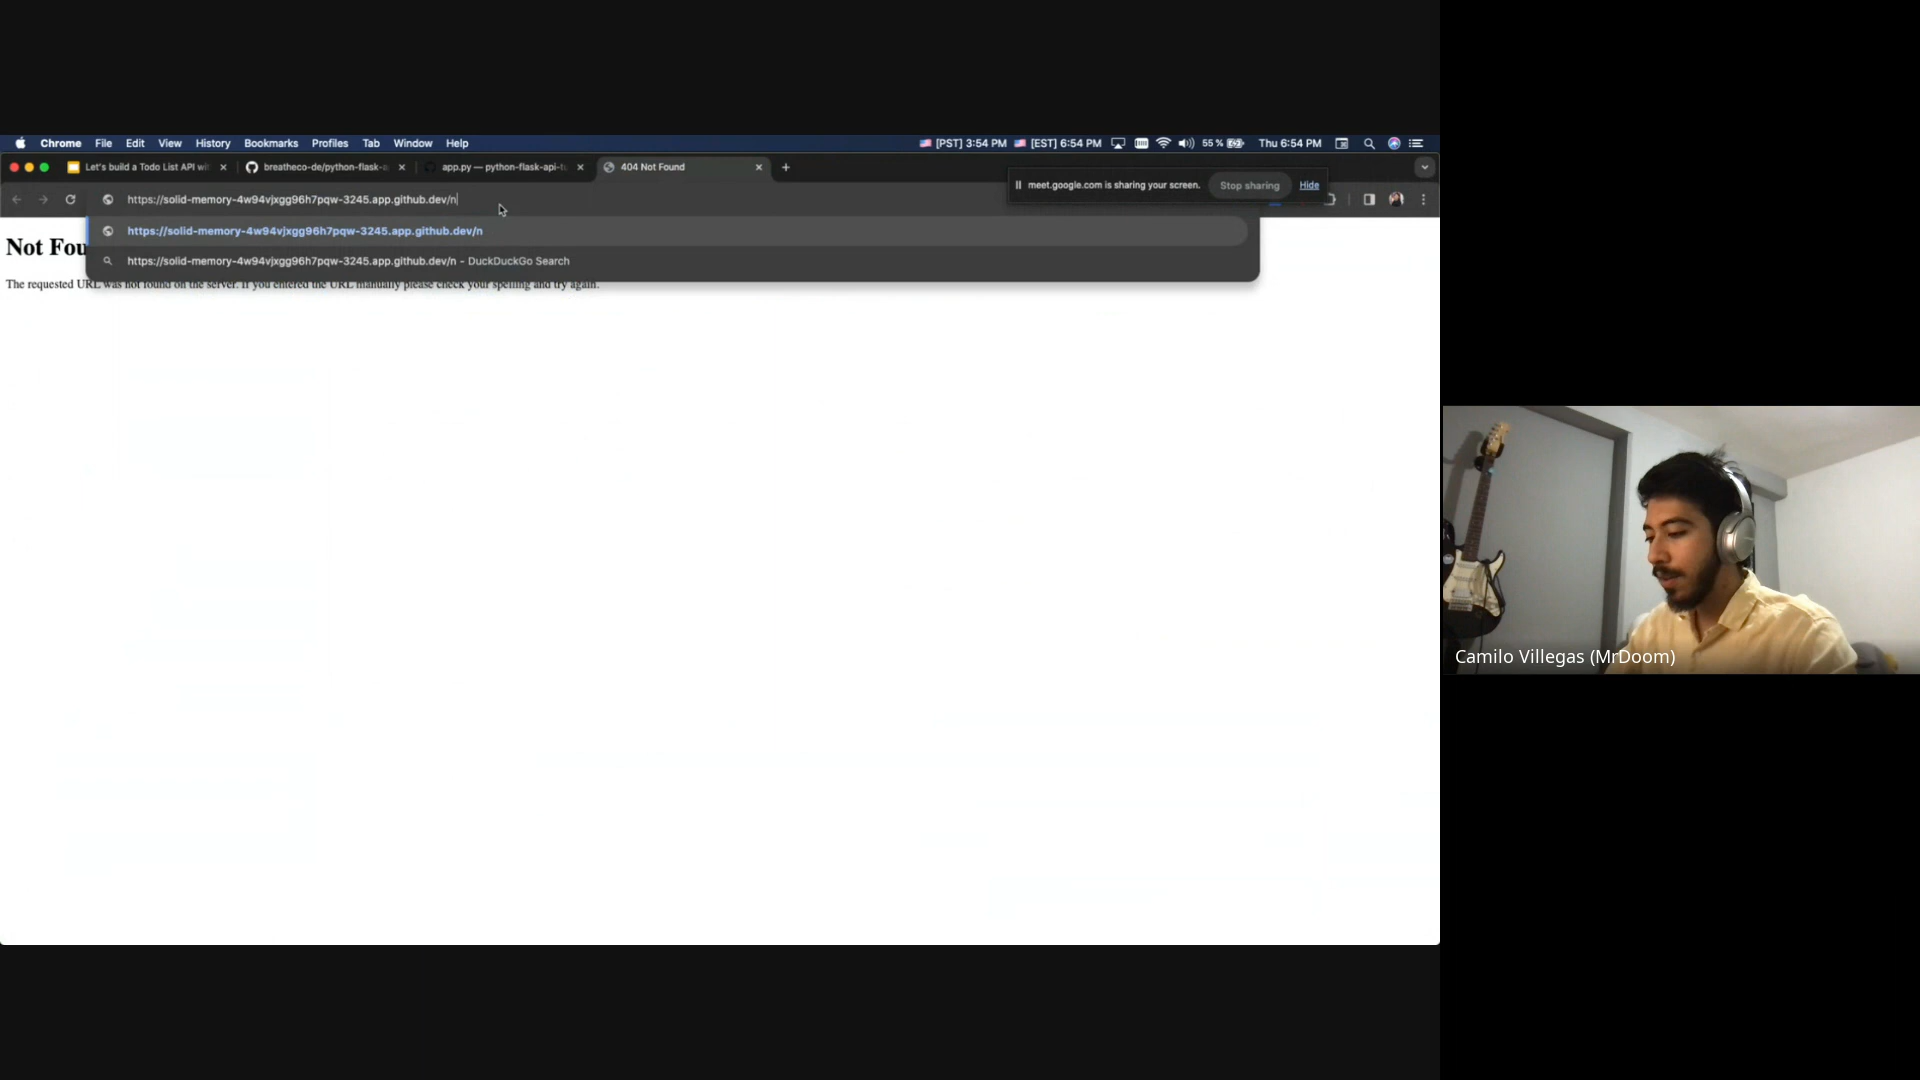 Chrome File Edit View History Bookmarks Profiles Tab Window Help
[PST] 3:54 PM [EST] 6:54 PM 55% Thu 6:54 PM
Let's build a Todo List API wi
breatheco-de/python-flask-a
app.py — python-flask-api-tu
404 Not Found
meet.google.com is sharing your screen. Stop sharing Hide
https://solid-memory-4w94vjxgg96h7pqw-3245.app.github.dev/n
https://solid-memory-4w94vjxgg96h7pqw-3245.app.github.dev/n
https://solid-memory-4w94vjxgg96h7pqw-3245.app.github.dev/n - DuckDuckGo Search
Not Fou
The requested URL was not found on the server. If you entered the URL manually please check your spelling and try again.
Camilo Villegas (MrDoom)